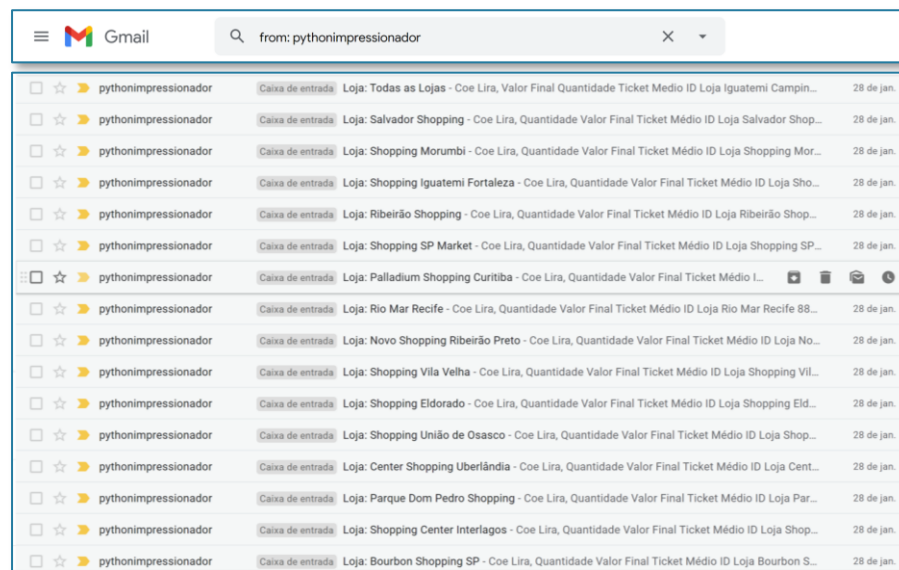 Gmail from: pythonimpressionador
pythonimpressionador Caixa de entrada Loja: Todas as Lojas - Coe Lira, Valor Final Quantidade Ticket Medio ID Loja Iguatemi Campin... 28 de jan.
pythonimpressionador Caixa de entrada Loja: Salvador Shopping - Coe Lira, Quantidade Valor Final Ticket Médio ID Loja Salvador Shop... 28 de jan.
pythonimpressionador Caixa de entrada Loja: Shopping Morumbi - Coe Lira, Quantidade Valor Final Ticket Médio ID Loja Shopping Mor... 28 de jan.
pythonimpressionador Caixa de entrada Loja: Shopping Iguatemi Fortaleza - Coe Lira, Quantidade Valor Final Ticket Médio ID Loja Sho... 28 de jan.
pythonimpressionador Caixa de entrada Loja: Ribeirão Shopping - Coe Lira, Quantidade Valor Final Ticket Médio ID Loja Ribeirão Shop... 28 de jan.
pythonimpressionador Caixa de entrada Loja: Shopping SP Market - Coe Lira, Quantidade Valor Final Ticket Médio ID Loja Shopping SP... 28 de jan.
pythonimpressionador Caixa de entrada Loja: Palladium Shopping Curitiba - Coe Lira, Quantidade Valor Final Ticket Médio I...
pythonimpressionador Caixa de entrada Loja: Rio Mar Recife - Coe Lira, Quantidade Valor Final Ticket Médio ID Loja Rio Mar Recife 88... 28 de jan.
pythonimpressionador Caixa de entrada Loja: Novo Shopping Ribeirão Preto - Coe Lira, Quantidade Valor Final Ticket Médio ID Loja No... 28 de jan.
pythonimpressionador Caixa de entrada Loja: Shopping Vila Velha - Coe Lira, Quantidade Valor Final Ticket Médio ID Loja Shopping Vil... 28 de jan.
pythonimpressionador Caixa de entrada Loja: Shopping Eldorado - Coe Lira, Quantidade Valor Final Ticket Médio ID Loja Shopping Eld... 28 de jan.
pythonimpressionador Caixa de entrada Loja: Shopping União de Osasco - Coe Lira, Quantidade Valor Final Ticket Médio ID Loja Shop... 28 de jan.
pythonimpressionador Caixa de entrada Loja: Center Shopping Uberlândia - Coe Lira, Quantidade Valor Final Ticket Médio ID Loja Cent... 28 de jan.
pythonimpressionador Caixa de entrada Loja: Parque Dom Pedro Shopping - Coe Lira, Quantidade Valor Final Ticket Médio ID Loja Par... 28 de jan.
pythonimpressionador Caixa de entrada Loja: Shopping Center Interlagos - Coe Lira, Quantidade Valor Final Ticket Médio ID Loja Shop... 28 de jan.
pythonimpressionador Caixa de entrada Loja: Bourbon Shopping SP - Coe Lira, Quantidade Valor Final Ticket Médio ID Loja Bourbon S... 28 de jan.